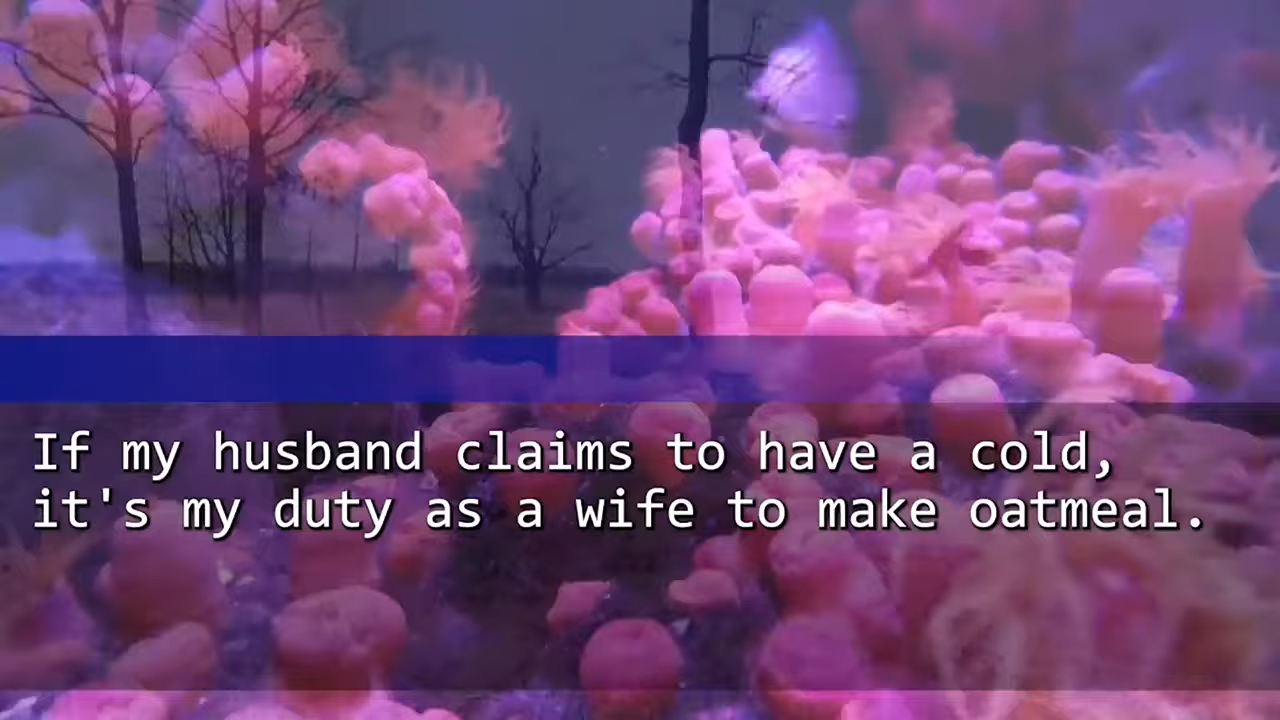 If my husband claims to have a cold,
it's my duty as a wife to make oatmeal.